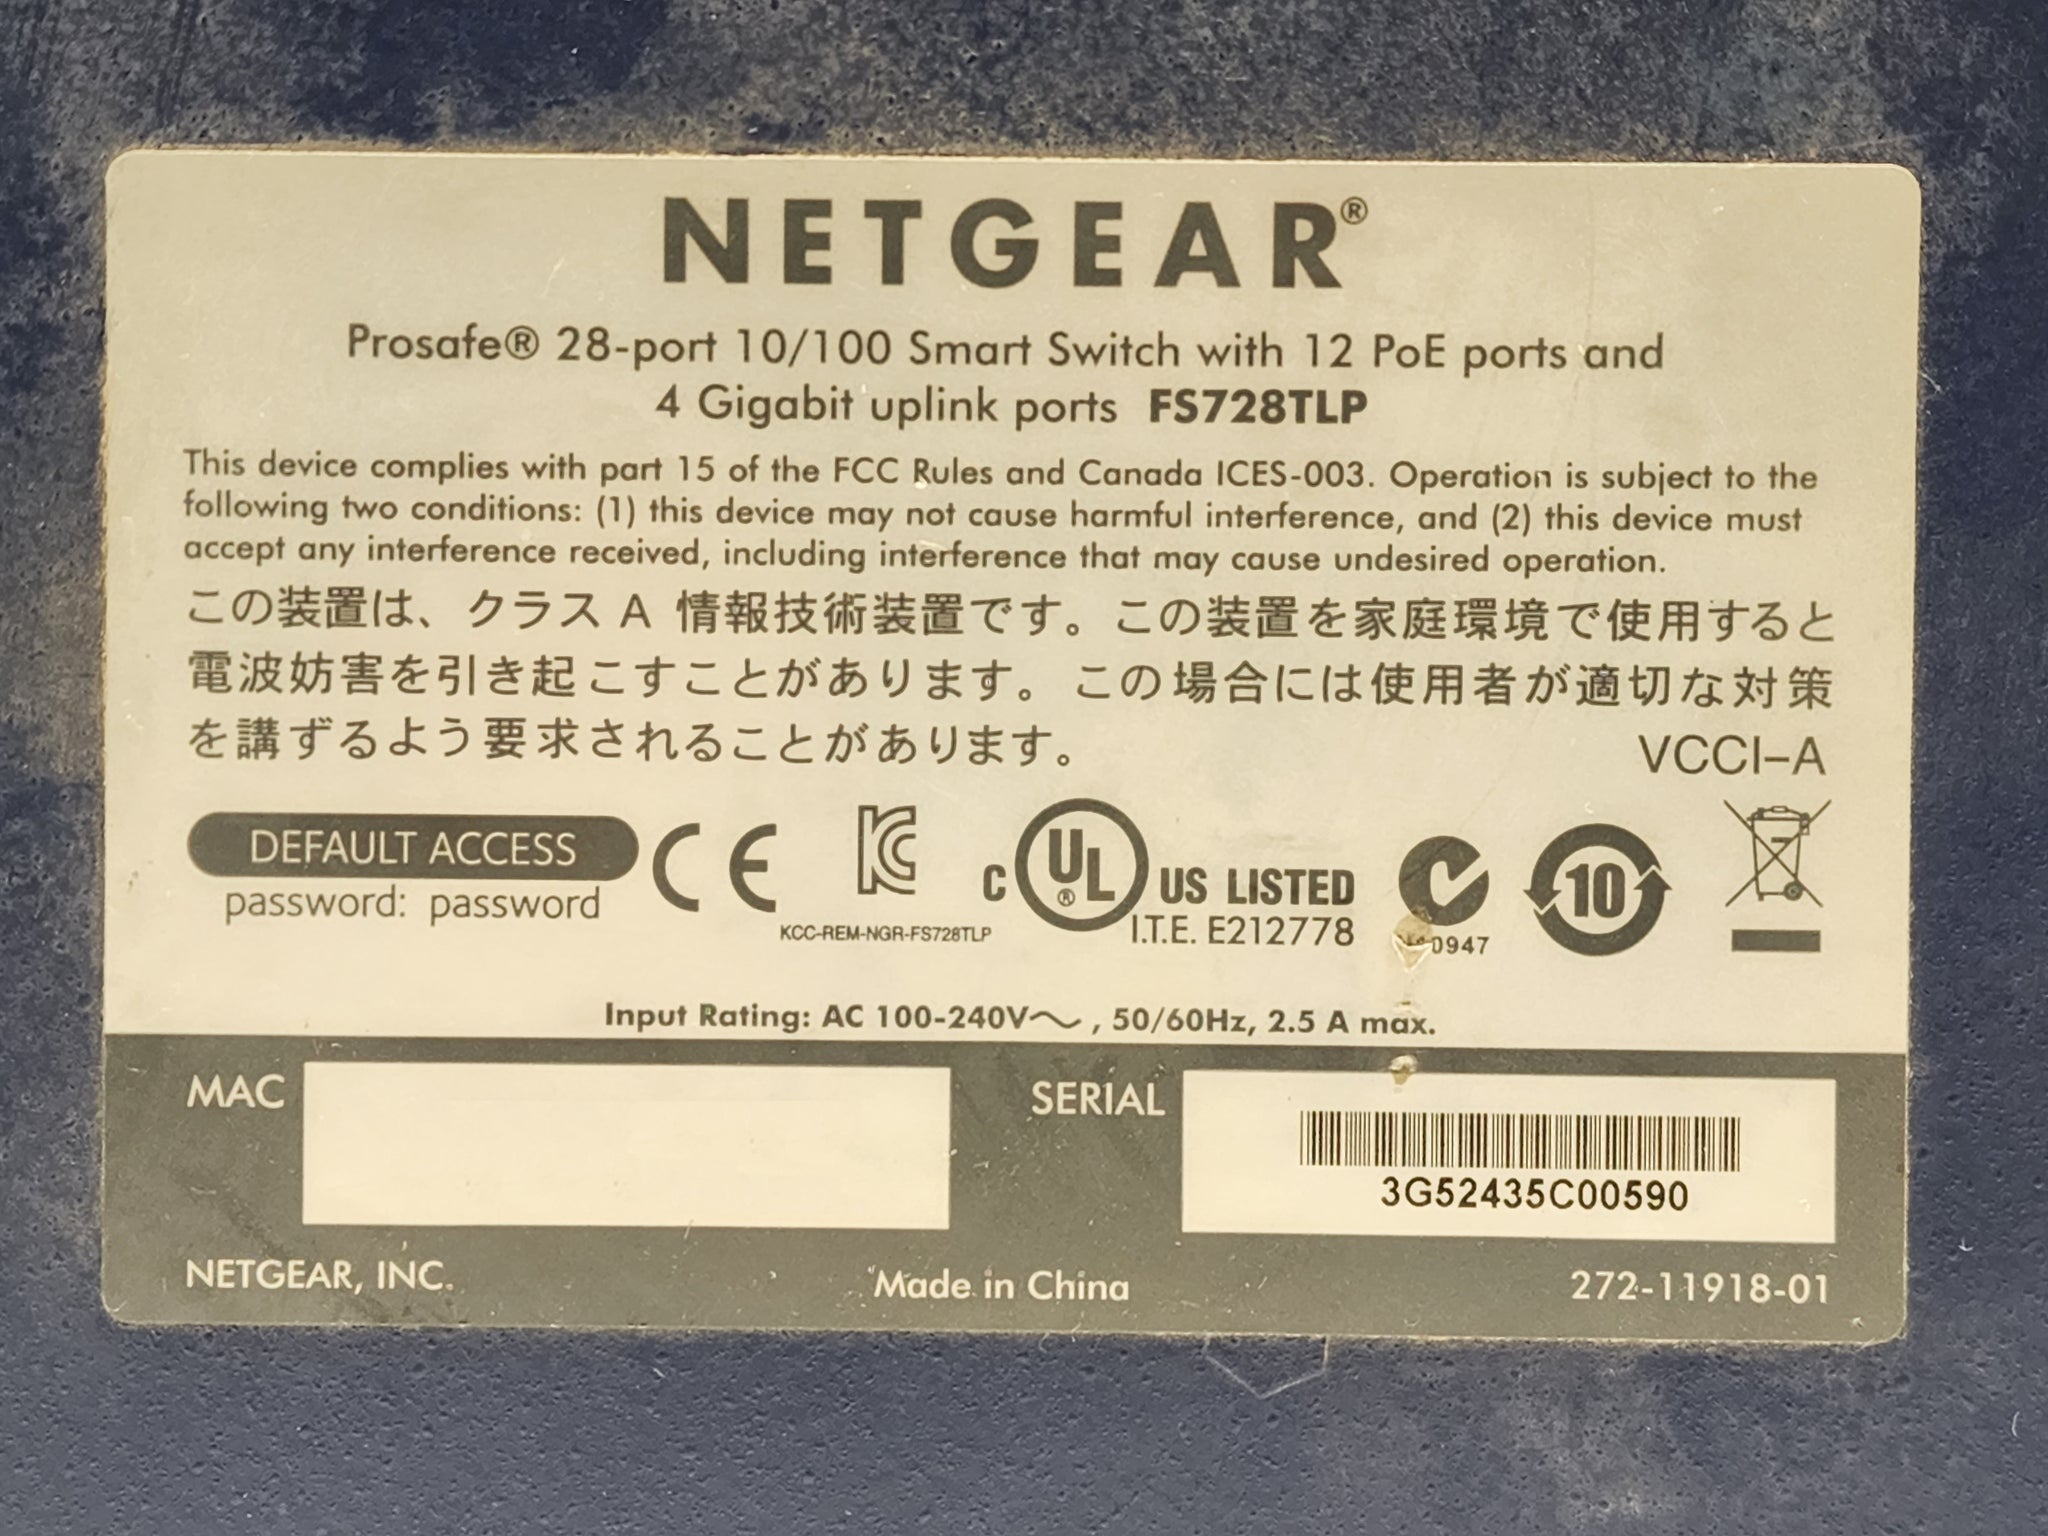 NETGEAR®
Prosafe® 28-port 10/100 Smart Switch with 12 PoE ports and
4 Gigabit uplink ports FS728TLP
This device complies with part 15 of the FCC Rules and Canada ICES-003. Operation is subject to the
following two conditions: (1) this device may not cause harmful interference, and (2) this device must
accept any interference received, including interference that may cause undesired operation.
この装置は、クラスA 情報技術装置です。この装置を家庭環境で使用すると
電波妨害を引き起こすことがあります。この場合には使用者が適切な対策
を講ずるよう要求されることがあります。
VCCI-A
DEFAULT ACCESS
password: password
CE
KC
KCC-REM-NGR-FS728TLP
C UL® US LISTED
I.T.E. E212778
10
Input Rating: AC 100-240V～, 50/60Hz, 2.5 A max.
MAC
SERIAL
3G52435C00590
NETGEAR, INC.
Made in China
272-11918-01